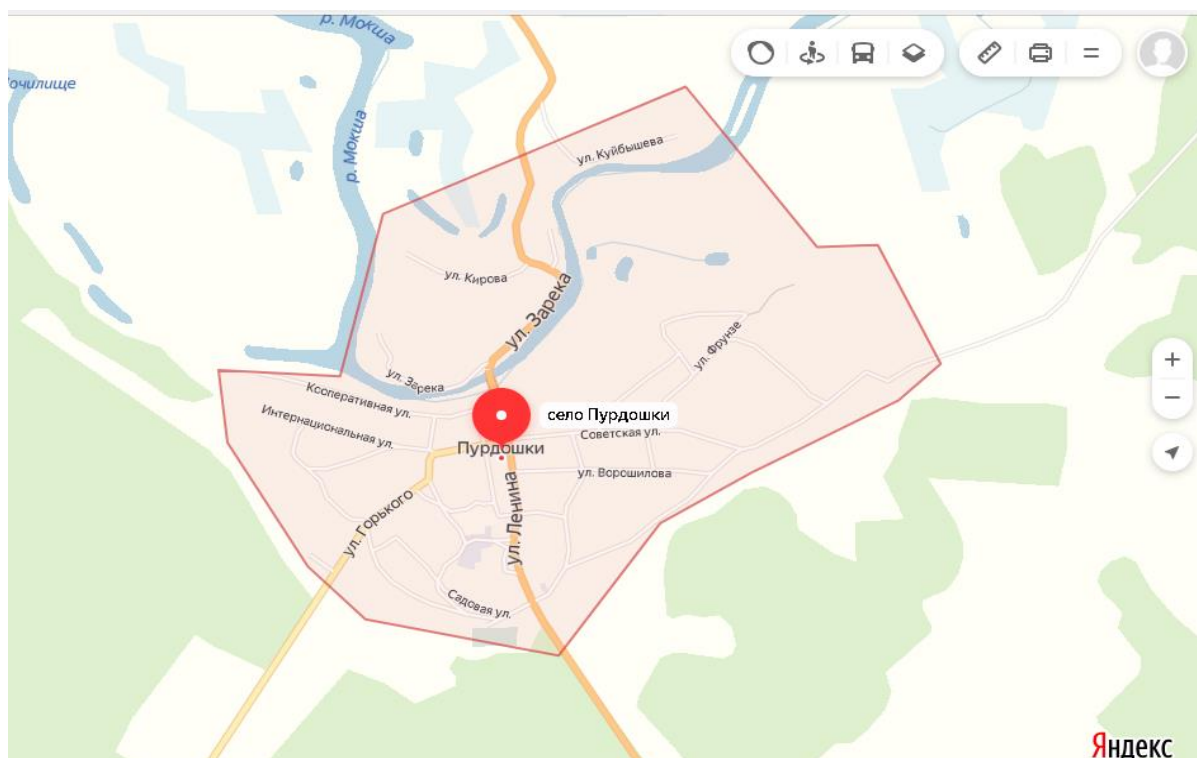 р. Мокша
очилище
р. Мокша
ул. Куйбышева
ул. Кирова
ул. Зарека
ул. Фрунзе
ул. Зарека
Кооперативная ул.
село Пурдошки
Интернациональная ул.
Советская ул.
Пурдошки
ул. Ворошилова
ул. Горького
ул. Ленина
Садовая ул.
Яндекс